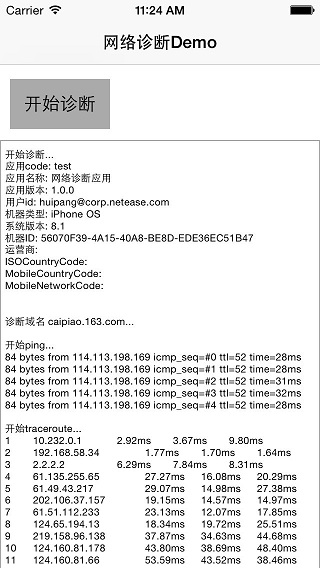 Carrier 11:24 AM
网络诊断Demo
开始诊断
开始诊断...
应用code: test
应用名称: 网络诊断应用
应用版本: 1.0.0
用户id: huipang@corp.netease.com
机器类型: iPhone OS
系统版本: 8.1
机器ID: 56070F39-4A15-40A8-BE8D-EDE36EC51B47
运营商:
ISOCountryCode:
MobileCountryCode:
MobileNetworkCode:
诊断域名 caipiao.163.com...
开始ping...
84 bytes from 114.113.198.169 icmp_seq=#0 ttl=52 time=28ms
84 bytes from 114.113.198.169 icmp_seq=#1 ttl=52 time=28ms
84 bytes from 114.113.198.169 icmp_seq=#2 ttl=52 time=31ms
84 bytes from 114.113.198.169 icmp_seq=#3 ttl=52 time=32ms
84 bytes from 114.113.198.169 icmp_seq=#4 ttl=52 time=28ms
开始traceroute...
1 10.232.0.1 2.92ms 3.67ms 9.80ms
2 192.168.58.34 1.77ms 1.70ms 1.64ms
3 2.2.2.2 6.29ms 7.84ms 8.31ms
4 61.135.255.65 27.27ms 16.08ms 20.29ms
5 61.49.43.217 29.07ms 14.98ms 27.38ms
6 202.106.37.157 19.15ms 14.57ms 14.97ms
7 61.51.112.233 23.13ms 12.07ms 17.85ms
8 124.65.194.13 18.34ms 19.72ms 25.51ms
9 219.158.96.138 37.87ms 34.63ms 44.68ms
10 124.160.81.178 43.80ms 38.69ms 48.40ms
11 124.160.81.66 53.59ms 43.52ms 38.46ms